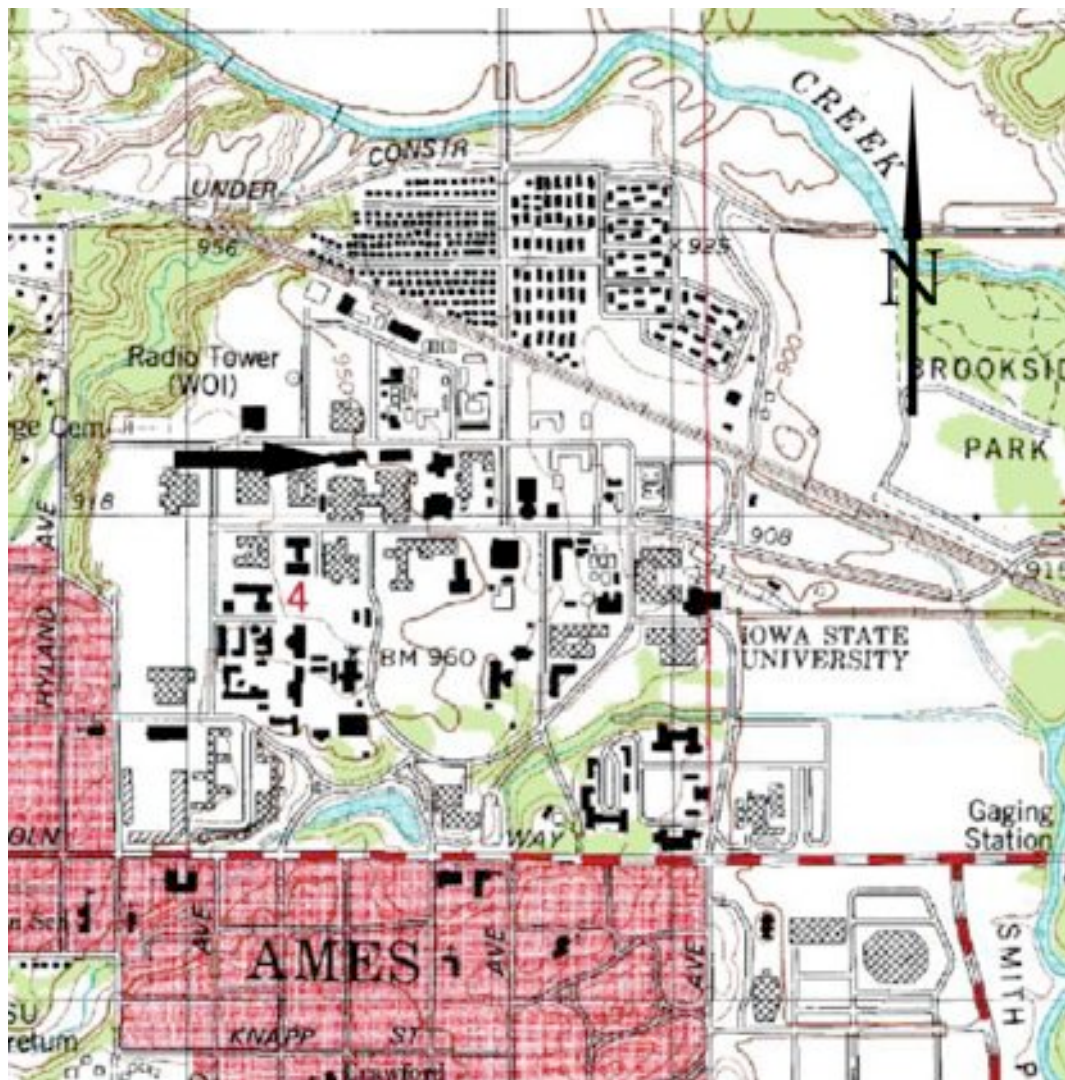 CREEK
CONSTR
UNDER
956
× 925
N
Radio Tower
(WOI)
950
900
900
BROOKSID
ge Cem
PARK
918
AVE
908
× 915
4
HYLAND
IOWA STATE
UNIVERSITY
BM 960
Gaging
Station
OLN
WAY
AVE
AMES
AVE
AVE
SMITH
SU
retum
KNAPP
ST
P
Crawford